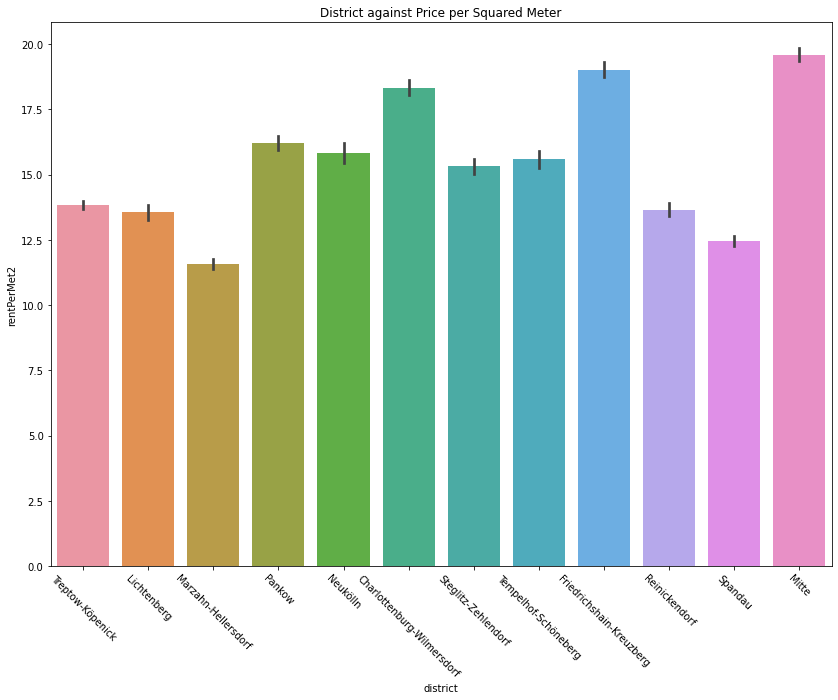 District against Price per Squared Meter
rentPerMet2
20.0
17.5
15.0
12.5
10.0
7.5
5.0
2.5
0.0
Treptow-Köpenick
Lichtenberg
Marzahn-Hellersdorf
Pankow
Neukölln
Charlottenburg-Wilmersdorf
Steglitz-Zehlendorf
Tempelhof-Schöneberg
Friedrichshain-Kreuzberg
Reinickendorf
Spandau
Mitte
district